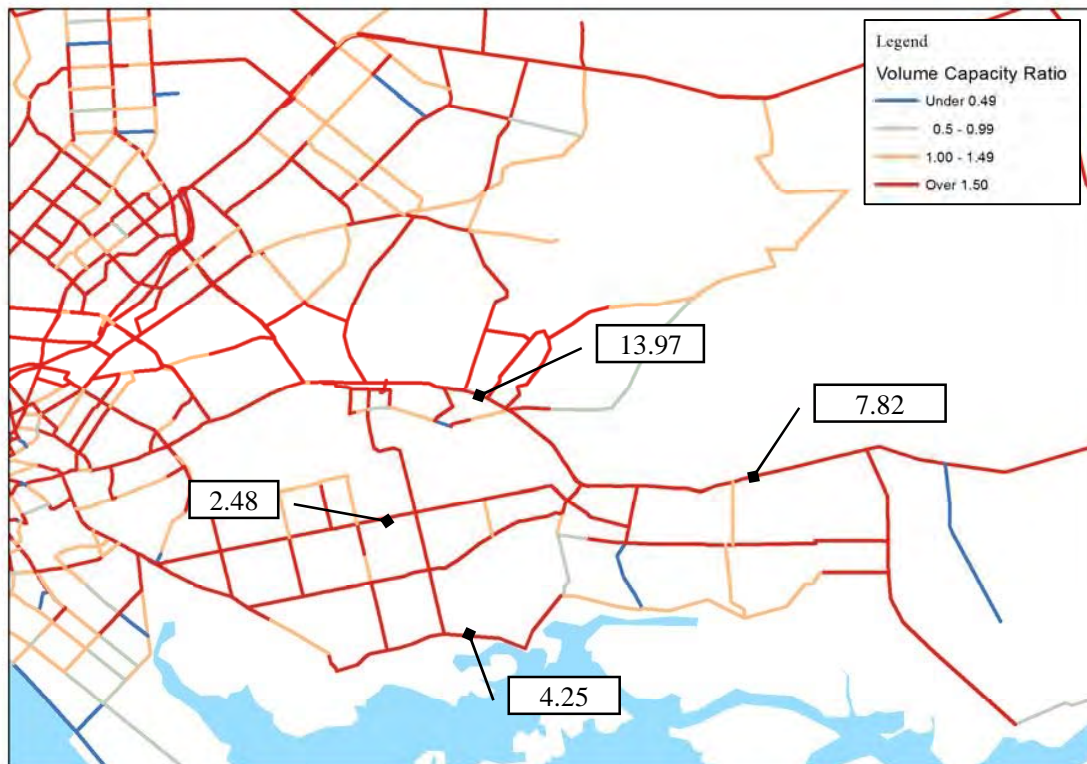 Legend
Volume Capacity Ratio
Under 0.49
0.5 - 0.99
1.00 - 1.49
Over 1.50
13.97
7.82
2.48
4.25